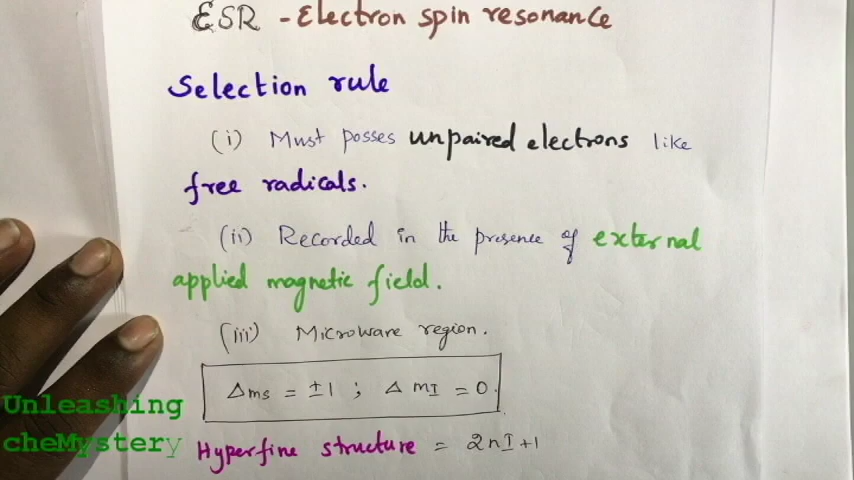 ESR - Electron spin resonance
Selection rule
(i) Must posses unpaired electrons like
free radicals.
(ii) Recorded in the presence of external
applied magnetic field.
(iii) Microware region.
Δms = ±1 ; Δ mI = 0.
Hyperfine structure = 2nI+1
Unleashing
cheMystery